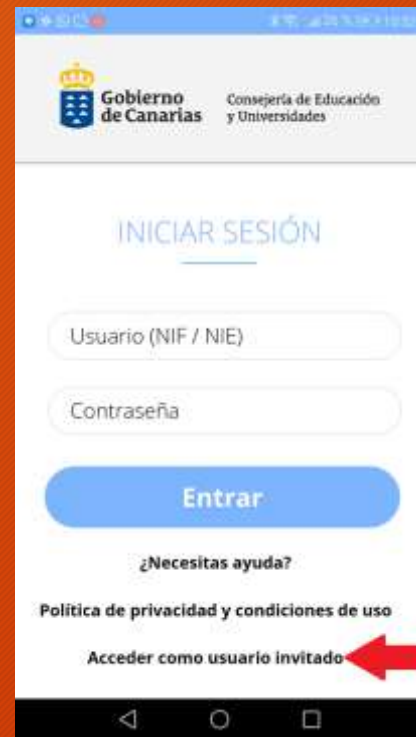 Gobierno
de Canarias
Consejería de Educación
y Universidades
INICIAR SESIÓN
Usuario (NIF / NIE)
Contraseña
Entrar
¿Necesitas ayuda?
Política de privacidad y condiciones de uso
Acceder como usuario invitado